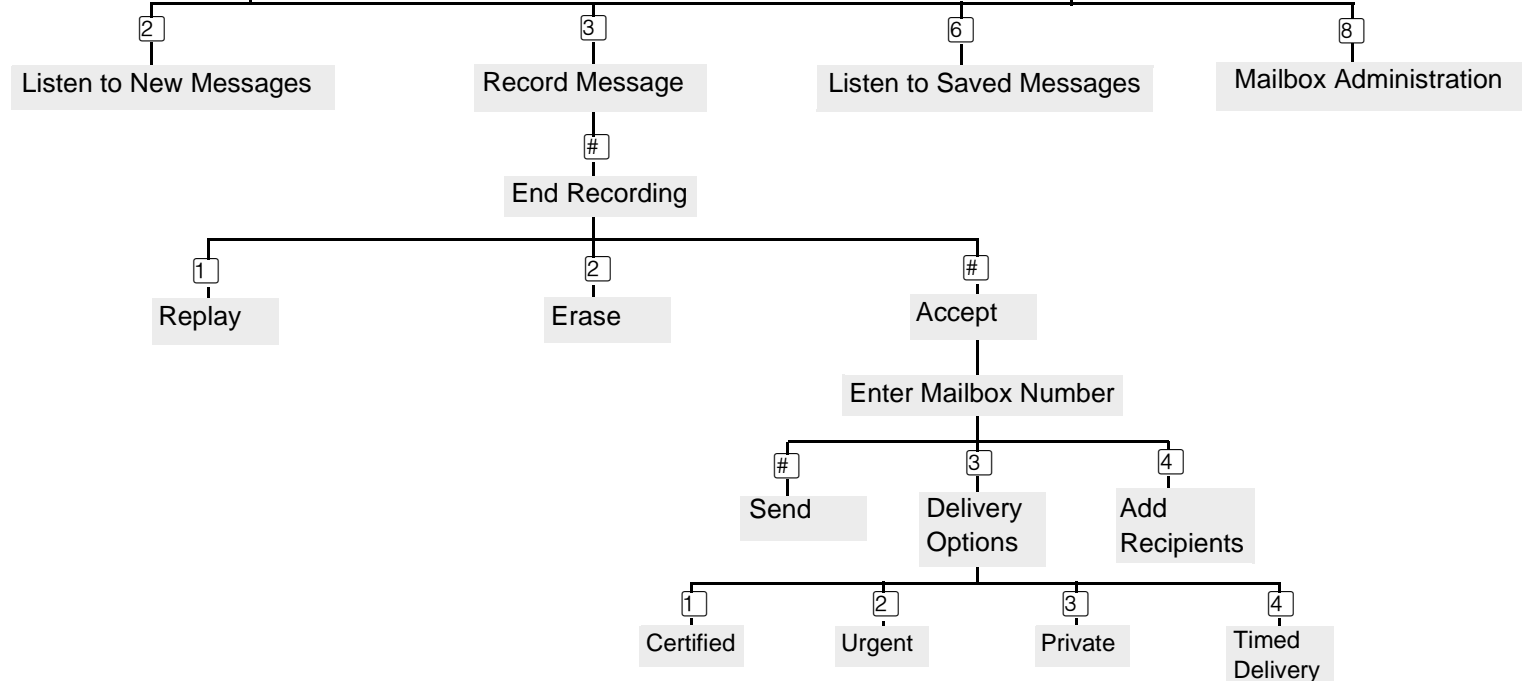 2 3 6 8
Listen to New Messages Record Message Listen to Saved Messages Mailbox Administration
#
End Recording
1 2 #
Replay Erase Accept
Enter Mailbox Number
# 3 4
Send Delivery Options Add Recipients
1 2 3 4
Certified Urgent Private Timed Delivery